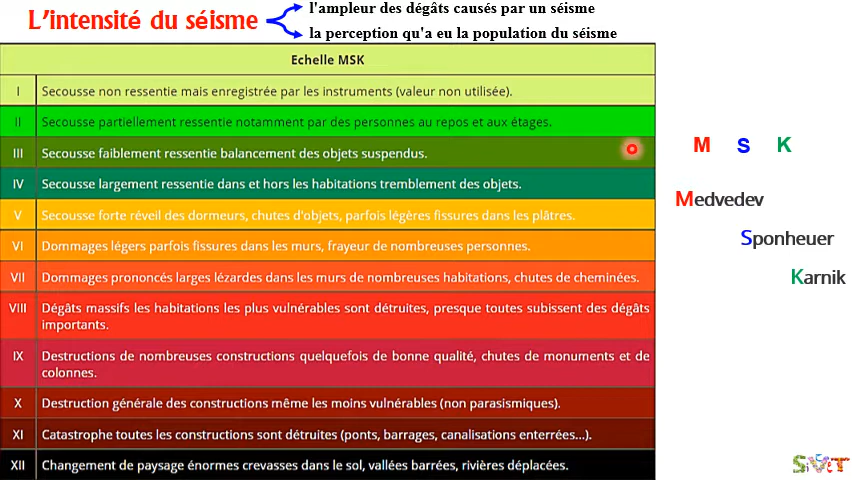 L'intensité du séisme
l'ampleur des dégâts causés par un séisme
la perception qu'a eu la population du séisme
Echelle MSK
I Secousse non ressentie mais enregistrée par les instruments (valeur non utilisée).
II Secousse partiellement ressentie notamment par des personnes au repos et aux étages.
III Secousse faiblement ressentie balancement des objets suspendus.
IV Secousse largement ressentie dans et hors les habitations tremblement des objets.
V Secousse forte réveil des dormeurs, chutes d'objets, parfois légères fissures dans les plâtres.
VI Dommages légers parfois fissures dans les murs, frayeur de nombreuses personnes.
VII Dommages prononcés larges lézardes dans les murs de nombreuses habitations, chutes de cheminées.
VIII Dégâts massifs les habitations les plus vulnérables sont détruites, presque toutes subissent des dégâts
importants.
IX Destructions de nombreuses constructions quelquefois de bonne qualité, chutes de monuments et de
colonnes.
X Destruction générale des constructions même les moins vulnérables (non parasismiques).
XI Catastrophe toutes les constructions sont détruites (ponts, barrages, canalisations enterrées...).
XII Changement de paysage énormes crevasses dans le sol, vallées barrées, rivières déplacées.
M S K
Medvedev
Sponheuer
Karnik